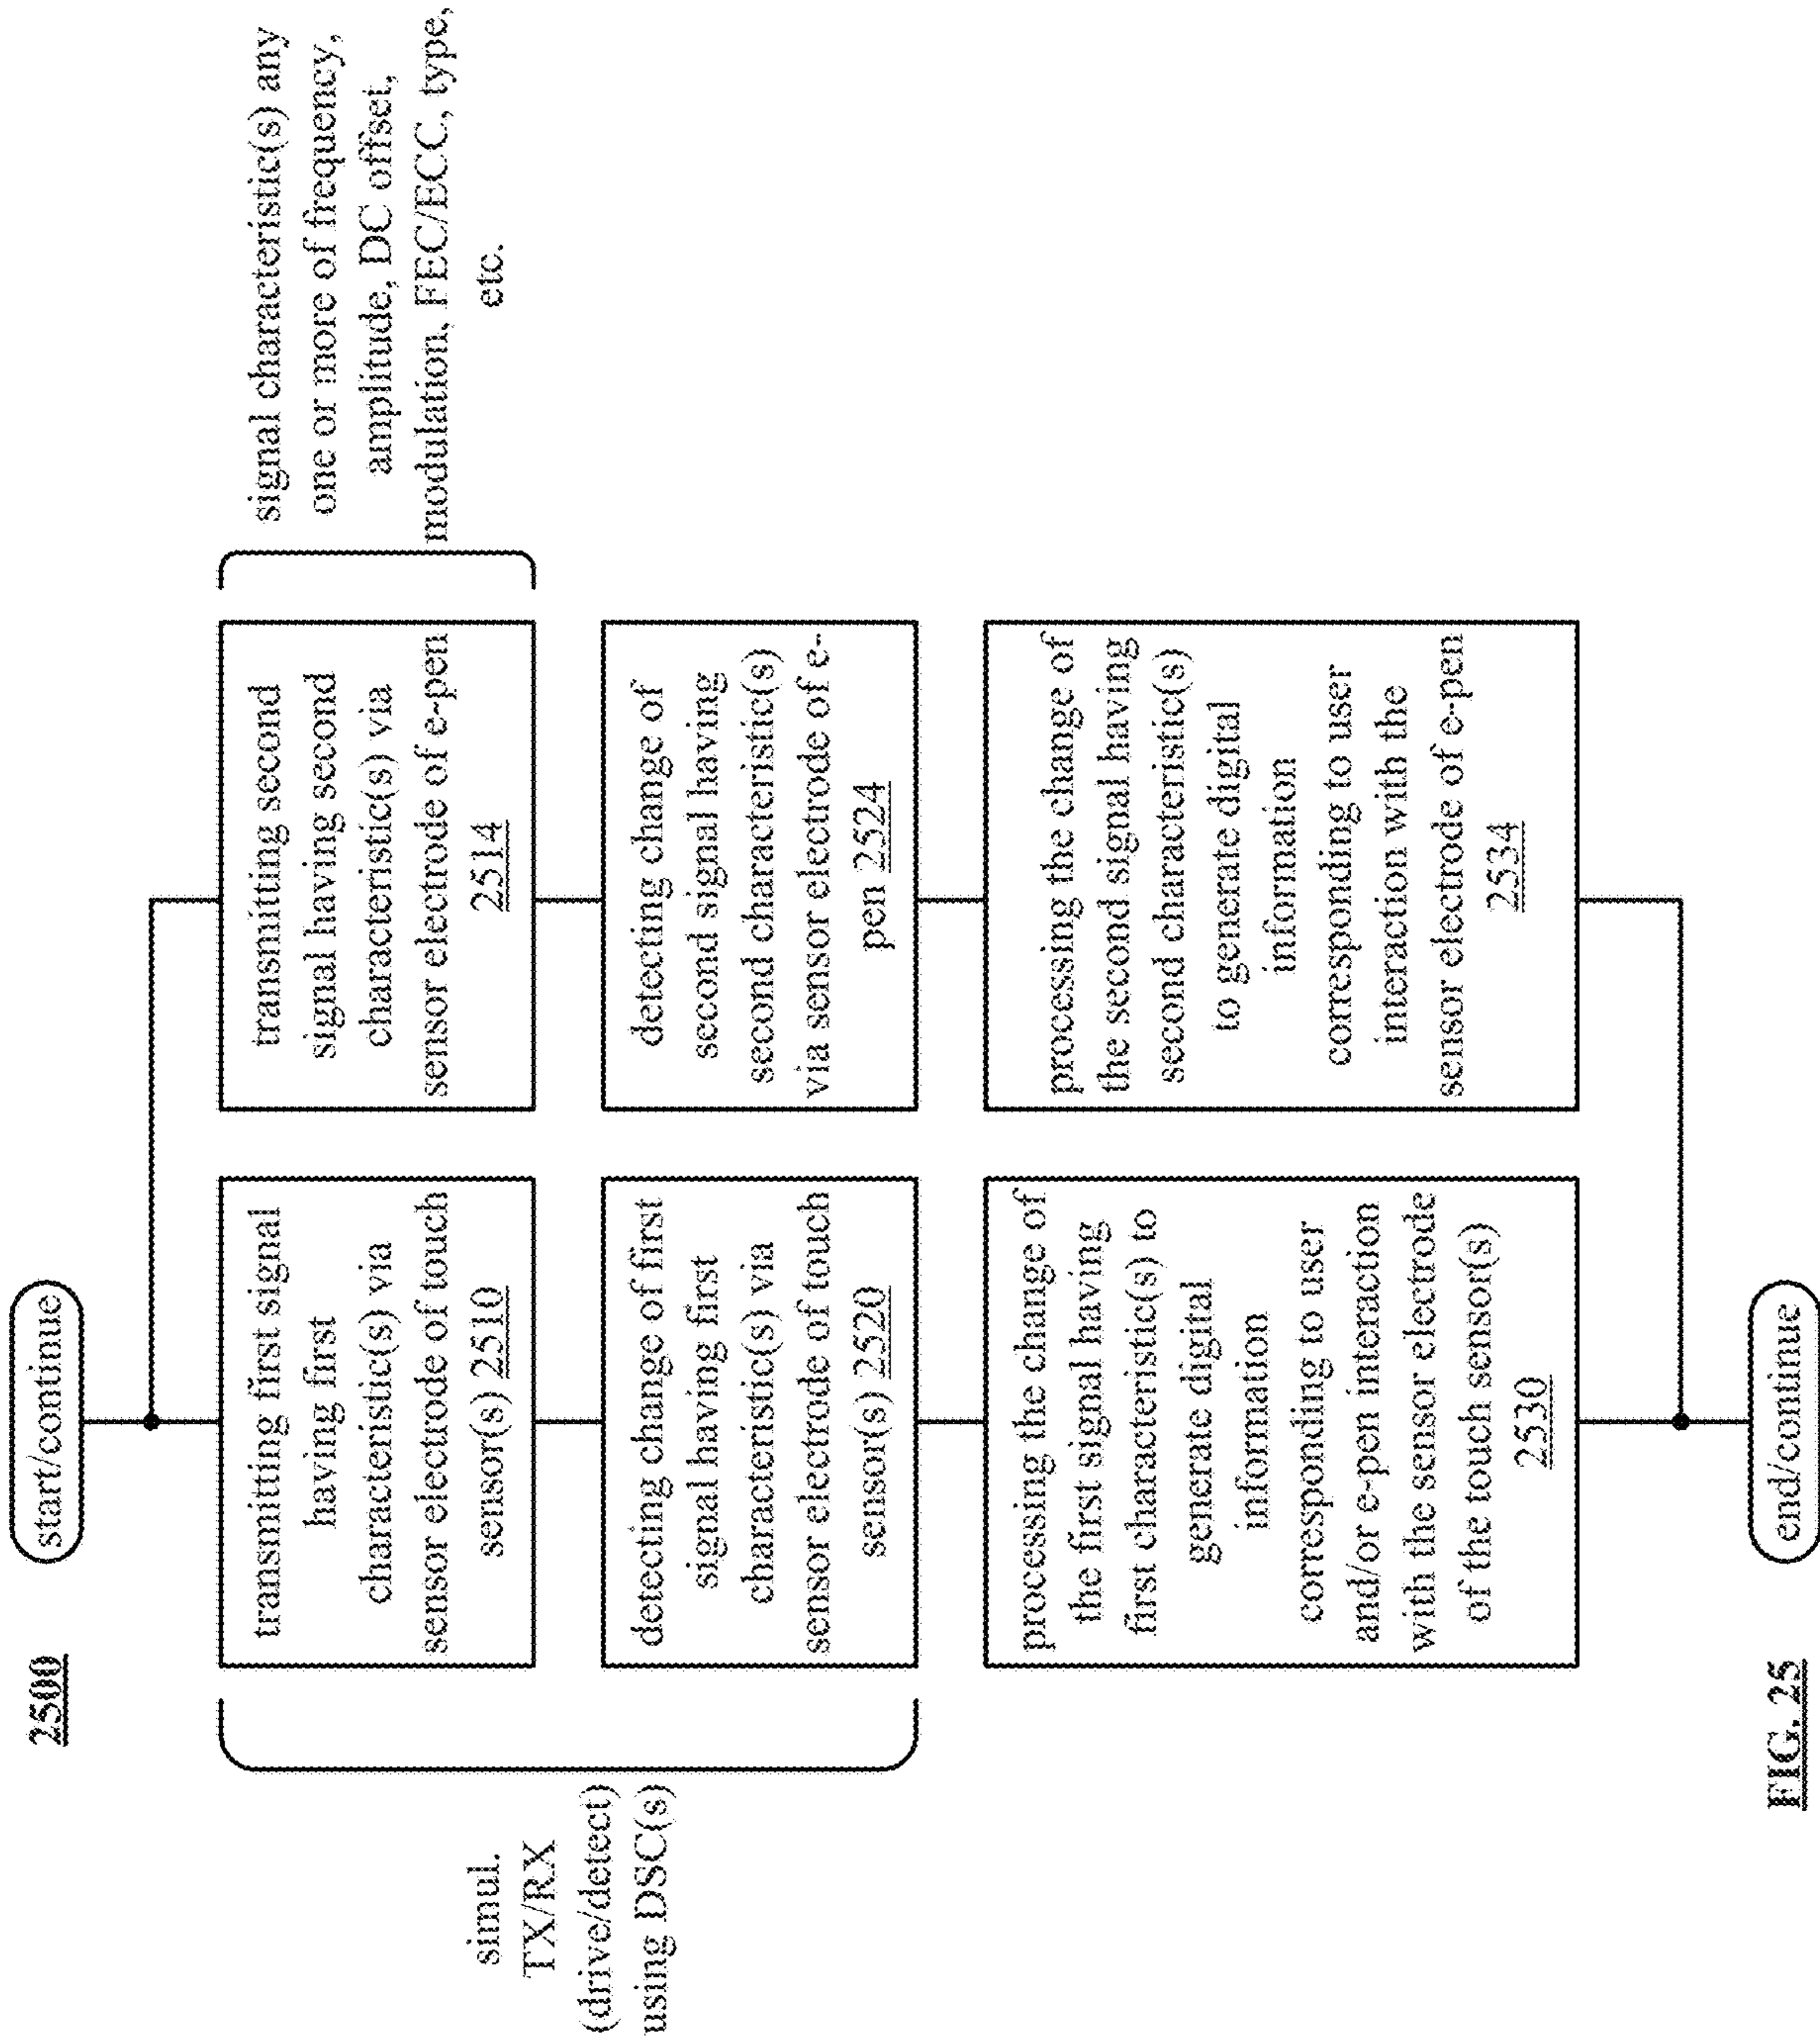 2500
start/continue
simul.
TX/RX
(drive/detect)
using DSC(s)
transmitting first signal
having first
characteristic(s) via
sensor electrode of touch
sensor(s) 2510
detecting change of first
signal having first
characteristic(s) via
sensor electrode of touch
sensor(s) 2520
processing the change of
the first signal having
first characteristic(s) to
generate digital
information
corresponding to user
and/or e-pen interaction
with the sensor electrode
of the touch sensor(s)
2530
transmitting second
signal having second
characteristic(s) via
sensor electrode of e-pen
2514
detecting change of
second signal having
second characteristic(s)
via sensor electrode of e-
pen 2524
processing the change of
the second signal having
second characteristic(s)
to generate digital
information
corresponding to user
interaction with the
sensor electrode of e-pen
2534
signal characteristic(s) any
one or more of frequency,
amplitude, DC offset,
modulation, FEC/ECC, type,
etc.
end/continue
FIG. 25